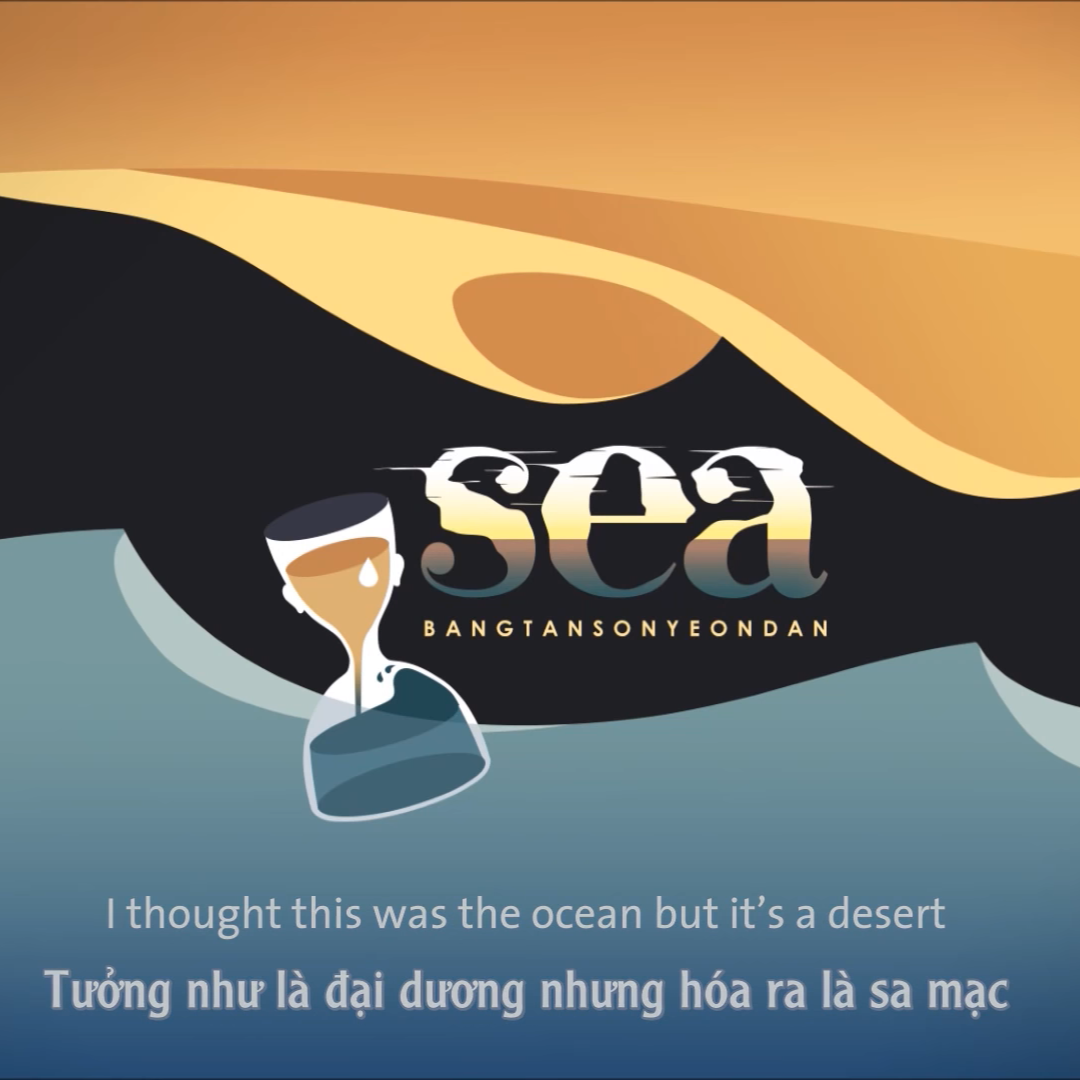 sea
BANGTANSONYEONDAN
I thought this was the ocean but it’s a desert
Tưởng như là đại dương nhưng hóa ra là sa mạc